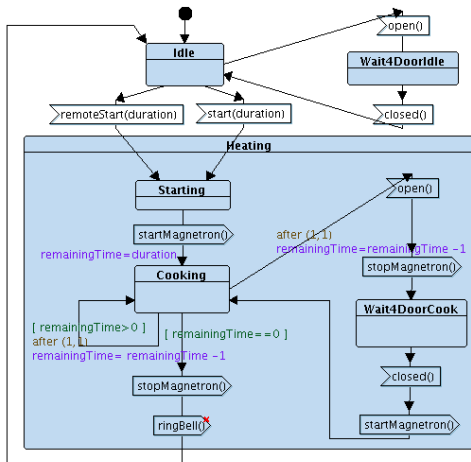 Idle
open()
Wait4DoorIdle
remoteStart(duration)
start(duration)
closed()
Heating
Starting
open()
startMagnetron()
after (1,1)
remainingTime=duration
remainingTime=remainingTime -1
stopMagnetron()
Cooking
Wait4DoorCook
[ remainingTime>0 ]
[ remainingTime==0 ]
after (1,1)
remainingTime= remainingTime -1
closed()
stopMagnetron()
ringBell()
startMagnetron()